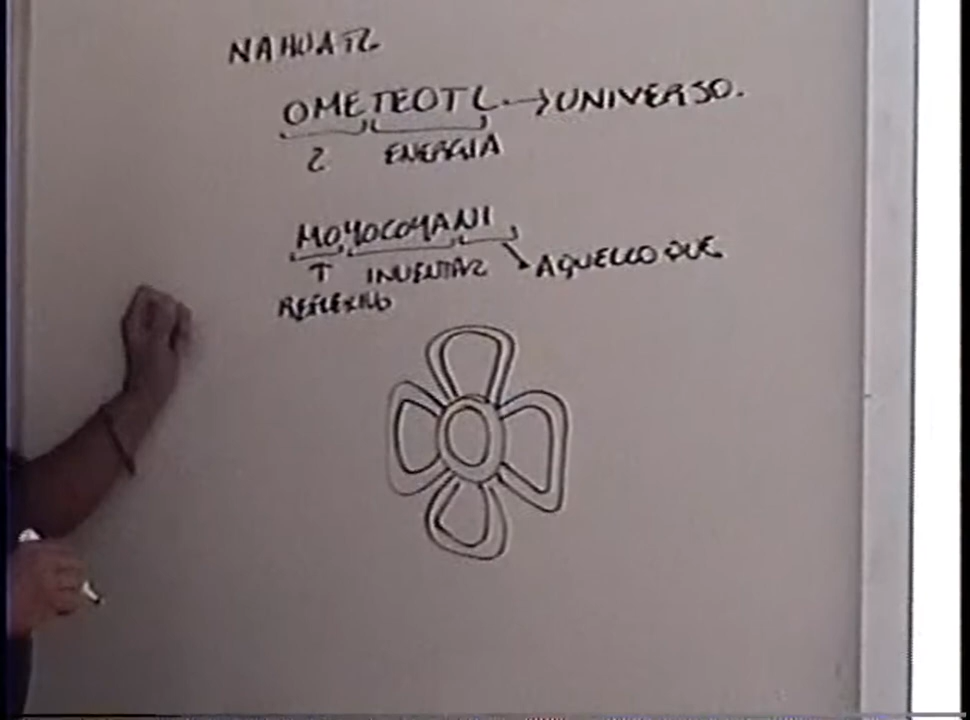 NAHUATL
OMETEOTL. → UNIVERSO.
2 ENERGIA
MOYOCOYANI
↑ INVENTAR AQUELLO QUE
REFLEXIVO